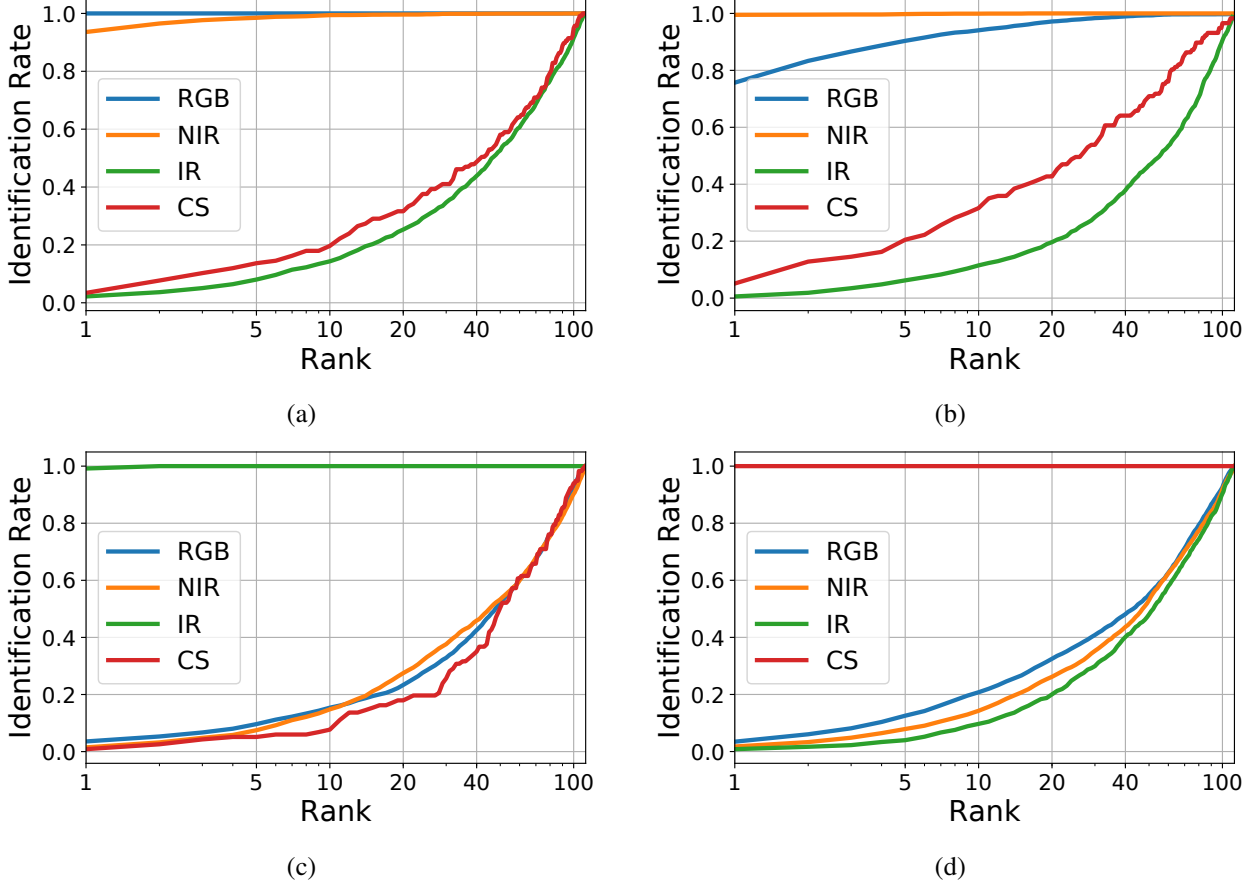 1.0
0.8
0.6
0.4
0.2
0.0
Identification Rate
RGB
NIR
IR
CS
1 5 10 20 40 100
Rank
(a)
1.0
0.8
0.6
0.4
0.2
0.0
Identification Rate
RGB
NIR
IR
CS
1 5 10 20 40 100
Rank
(b)
1.0
0.8
0.6
0.4
0.2
0.0
Identification Rate
RGB
NIR
IR
CS
1 5 10 20 40 100
Rank
(c)
1.0
0.8
0.6
0.4
0.2
0.0
Identification Rate
RGB
NIR
IR
CS
1 5 10 20 40 100
Rank
(d)